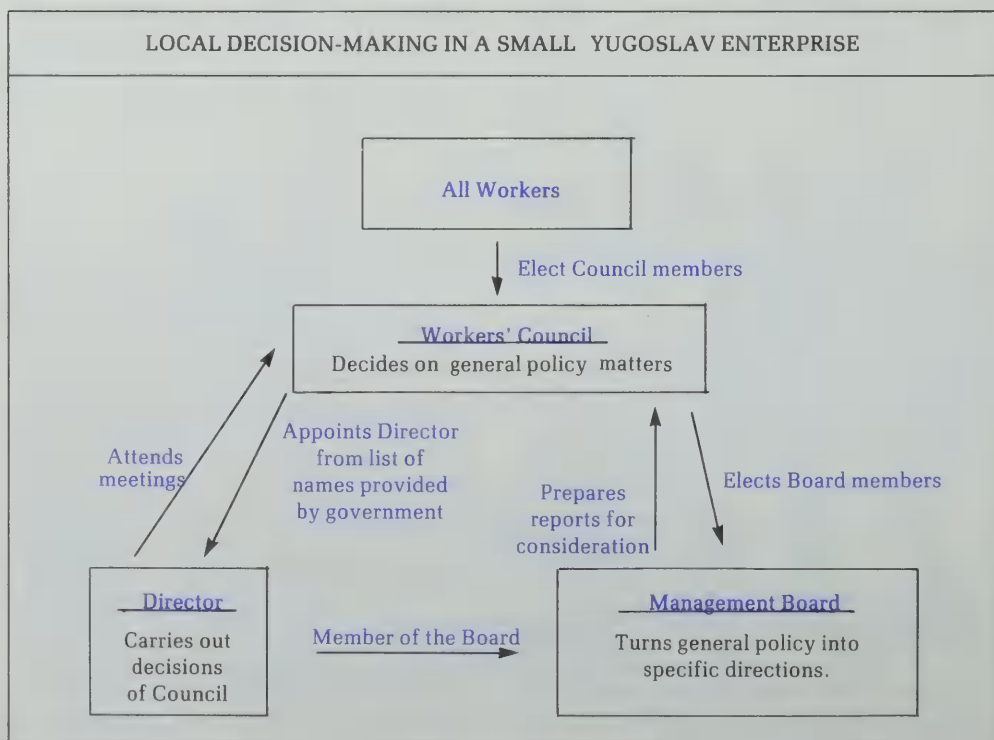 LOCAL DECISION-MAKING IN A SMALL YUGOSLAV ENTERPRISE
All Workers
Elect Council members
Workers' Council
Decides on general policy matters
Attends
meetings
Appoints Director
from list of
names provided
by government
Prepares
reports for
consideration
Elects Board members
Director
Carries out
decisions
of Council
Member of the Board
Management Board
Turns general policy into
specific directions.